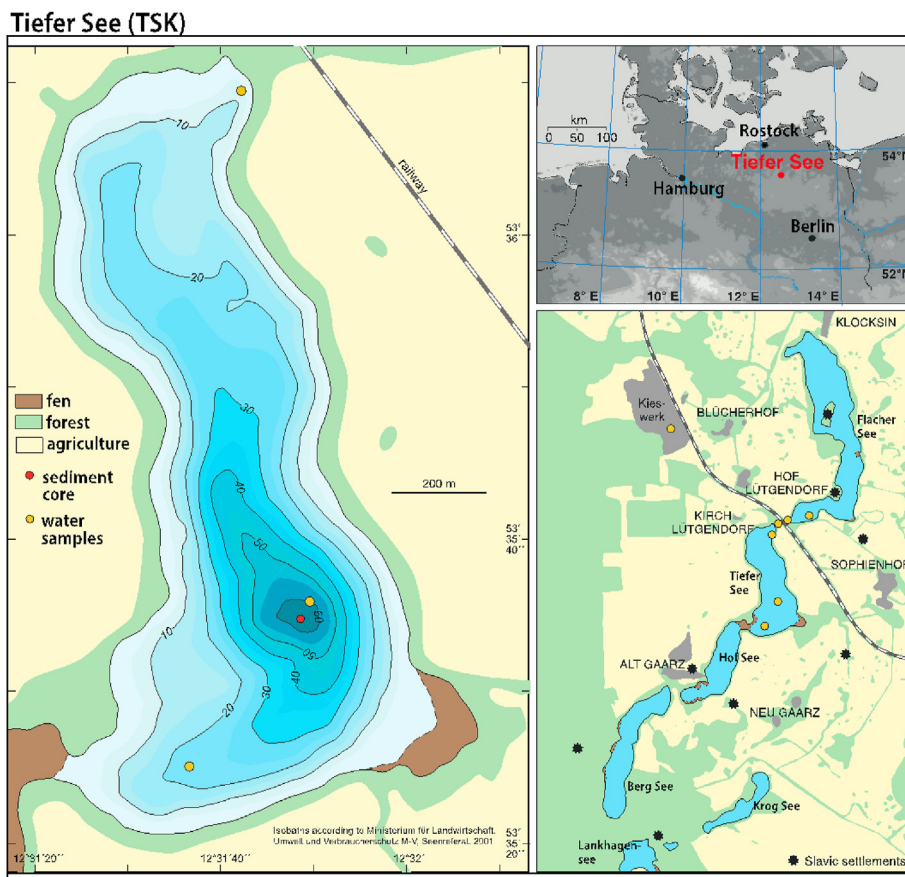 Tiefer See (TSK)
10
railway
20
30
40
50
60
50
40
30
20
10
fen
forest
agriculture
sediment
core
water
samples
200 m
53°
36'
53°
35'
40''
53°
35'
20''
Isobaths according to Ministerium für Landwirtschaft.
Umwelt und Verbraucherschutz M-V, Seenreferat. 2001
12°31'20''
12°31'40''
12°32'
km
0 50 100
Rostock
54°N
Tiefer See
Hamburg
Berlin
52°N
8° E
10° E
12° E
14° E
KLOCKSIN
Kies-
werk
BLÜCHERHOF
Flacher
See
HOF
LÜTGENDORF
KIRCH
LÜTGENDORF
SOPHIENHOF
Tiefer
See
ALT GAARZ
Hof See
NEU GAARZ
Berg See
Krog See
Lankhagen-
see
Slavic settlements